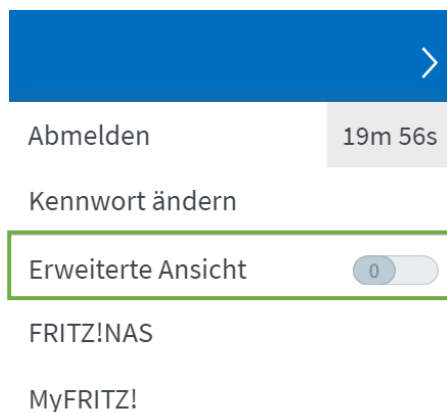 Abmelden 19m 56s
Kennwort ändern
Erweiterte Ansicht 0
FRITZ!NAS
MyFRITZ!